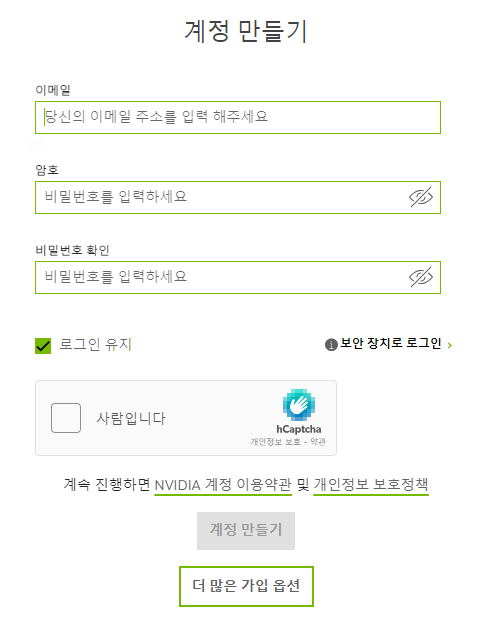 계정 만들기
이메일
당신의 이메일 주소를 입력 해주세요
암호
비밀번호를 입력하세요
비밀번호 확인
비밀번호를 입력하세요
로그인 유지
보안 장치로 로그인
사람입니다
hCaptcha
개인정보 보호 - 약관
계속 진행하면 NVIDIA 계정 이용약관 및 개인정보 보호정책
계정 만들기
더 많은 가입 옵션